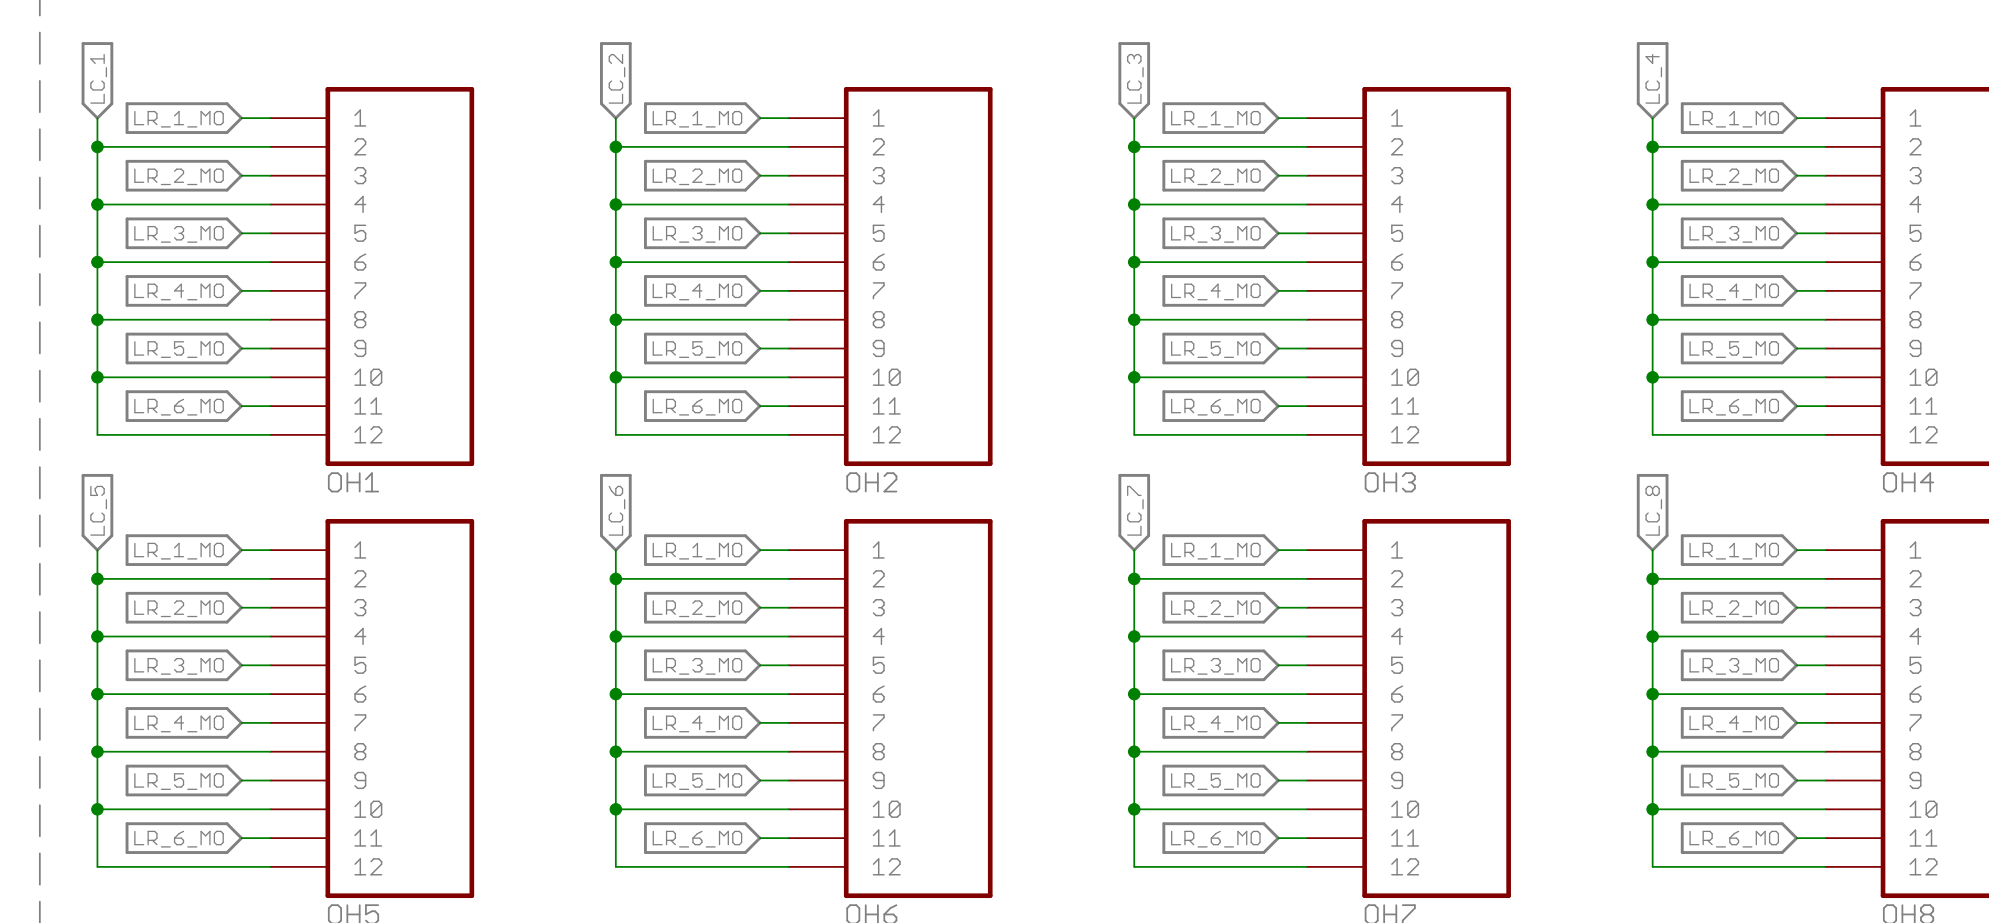 LC_1 LC_2 LC_3 LC_4
LR_1_MO 1 LR_1_MO 1 LR_1_MO 1 LR_1_MO 1
2 2 2 2
LR_2_MO 3 LR_2_MO 3 LR_2_MO 3 LR_2_MO 3
4 4 4 4
LR_3_MO 5 LR_3_MO 5 LR_3_MO 5 LR_3_MO 5
6 6 6 6
LR_4_MO 7 LR_4_MO 7 LR_4_MO 7 LR_4_MO 7
8 8 8 8
LR_5_MO 9 LR_5_MO 9 LR_5_MO 9 LR_5_MO 9
10 10 10 10
LR_6_MO 11 LR_6_MO 11 LR_6_MO 11 LR_6_MO 11
12 12 12 12
OH1 OH2 OH3 OH4
LC_5 LC_6 LC_7 LC_8
LR_1_MO 1 LR_1_MO 1 LR_1_MO 1 LR_1_MO 1
2 2 2 2
LR_2_MO 3 LR_2_MO 3 LR_2_MO 3 LR_2_MO 3
4 4 4 4
LR_3_MO 5 LR_3_MO 5 LR_3_MO 5 LR_3_MO 5
6 6 6 6
LR_4_MO 7 LR_4_MO 7 LR_4_MO 7 LR_4_MO 7
8 8 8 8
LR_5_MO 9 LR_5_MO 9 LR_5_MO 9 LR_5_MO 9
10 10 10 10
LR_6_MO 11 LR_6_MO 11 LR_6_MO 11 LR_6_MO 11
12 12 12 12
OH5 OH6 OH7 OH8